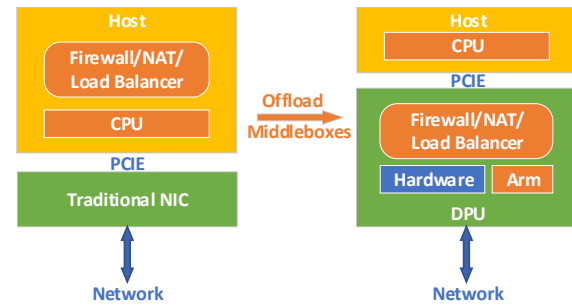 Host
Firewall/NAT/
Load Balancer
CPU
PCIE
Traditional NIC
Network
Offload
Middleboxes
Host
CPU
PCIE
Firewall/NAT/
Load Balancer
Hardware
Arm
DPU
Network